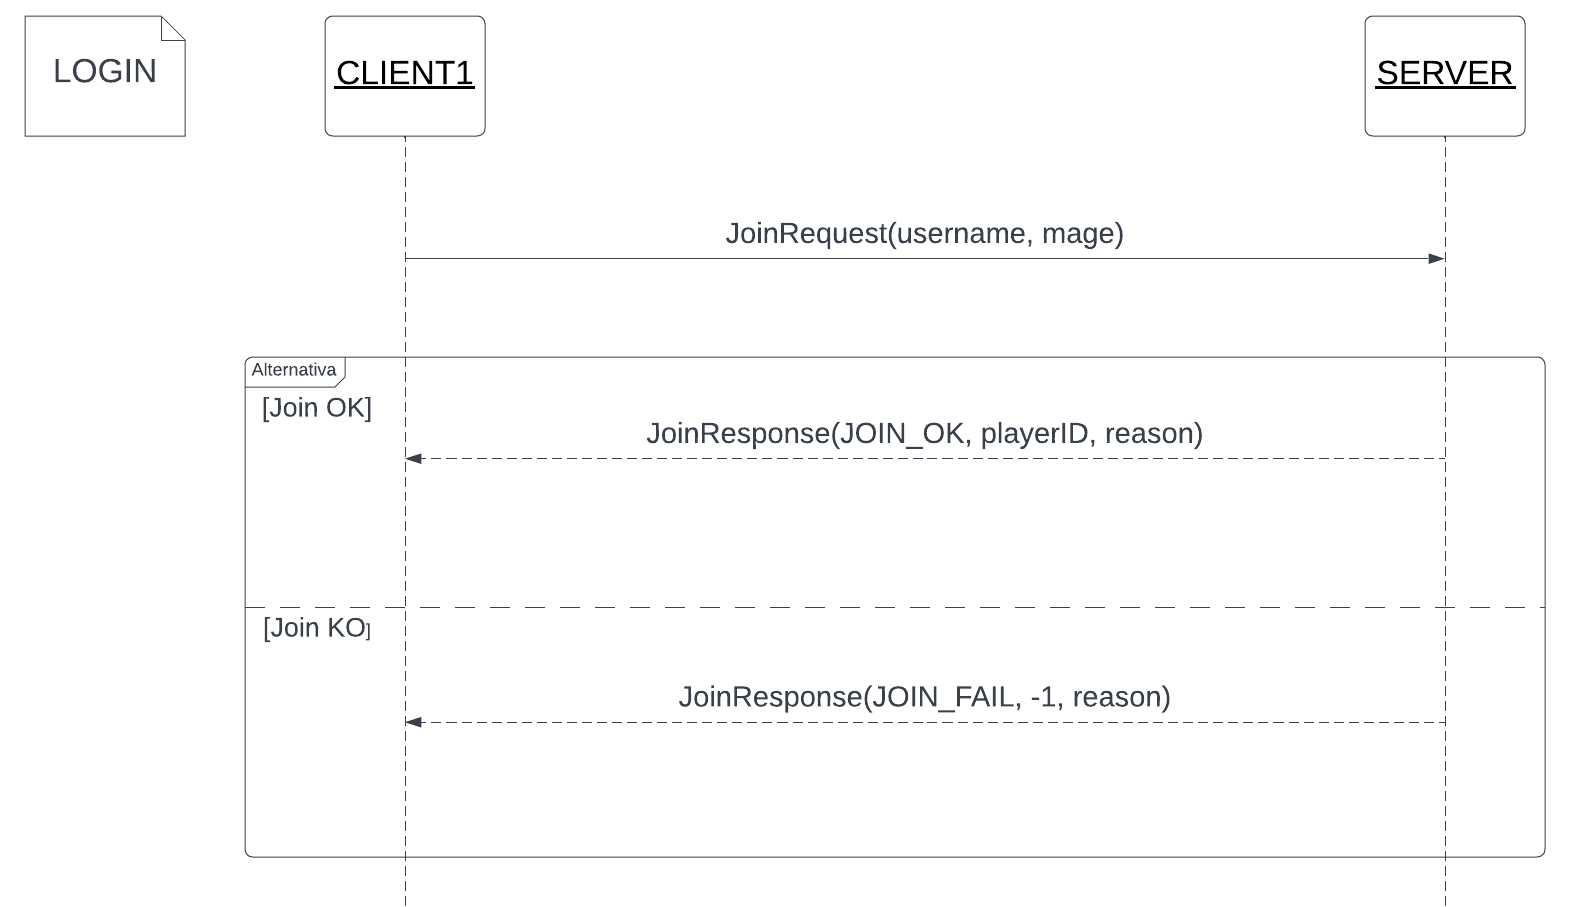 LOGIN
CLIENT1
SERVER
JoinRequest(username, mage)
Alternativa
[Join OK]
JoinResponse(JOIN_OK, playerID, reason)
[Join KO]
JoinResponse(JOIN_FAIL, -1, reason)